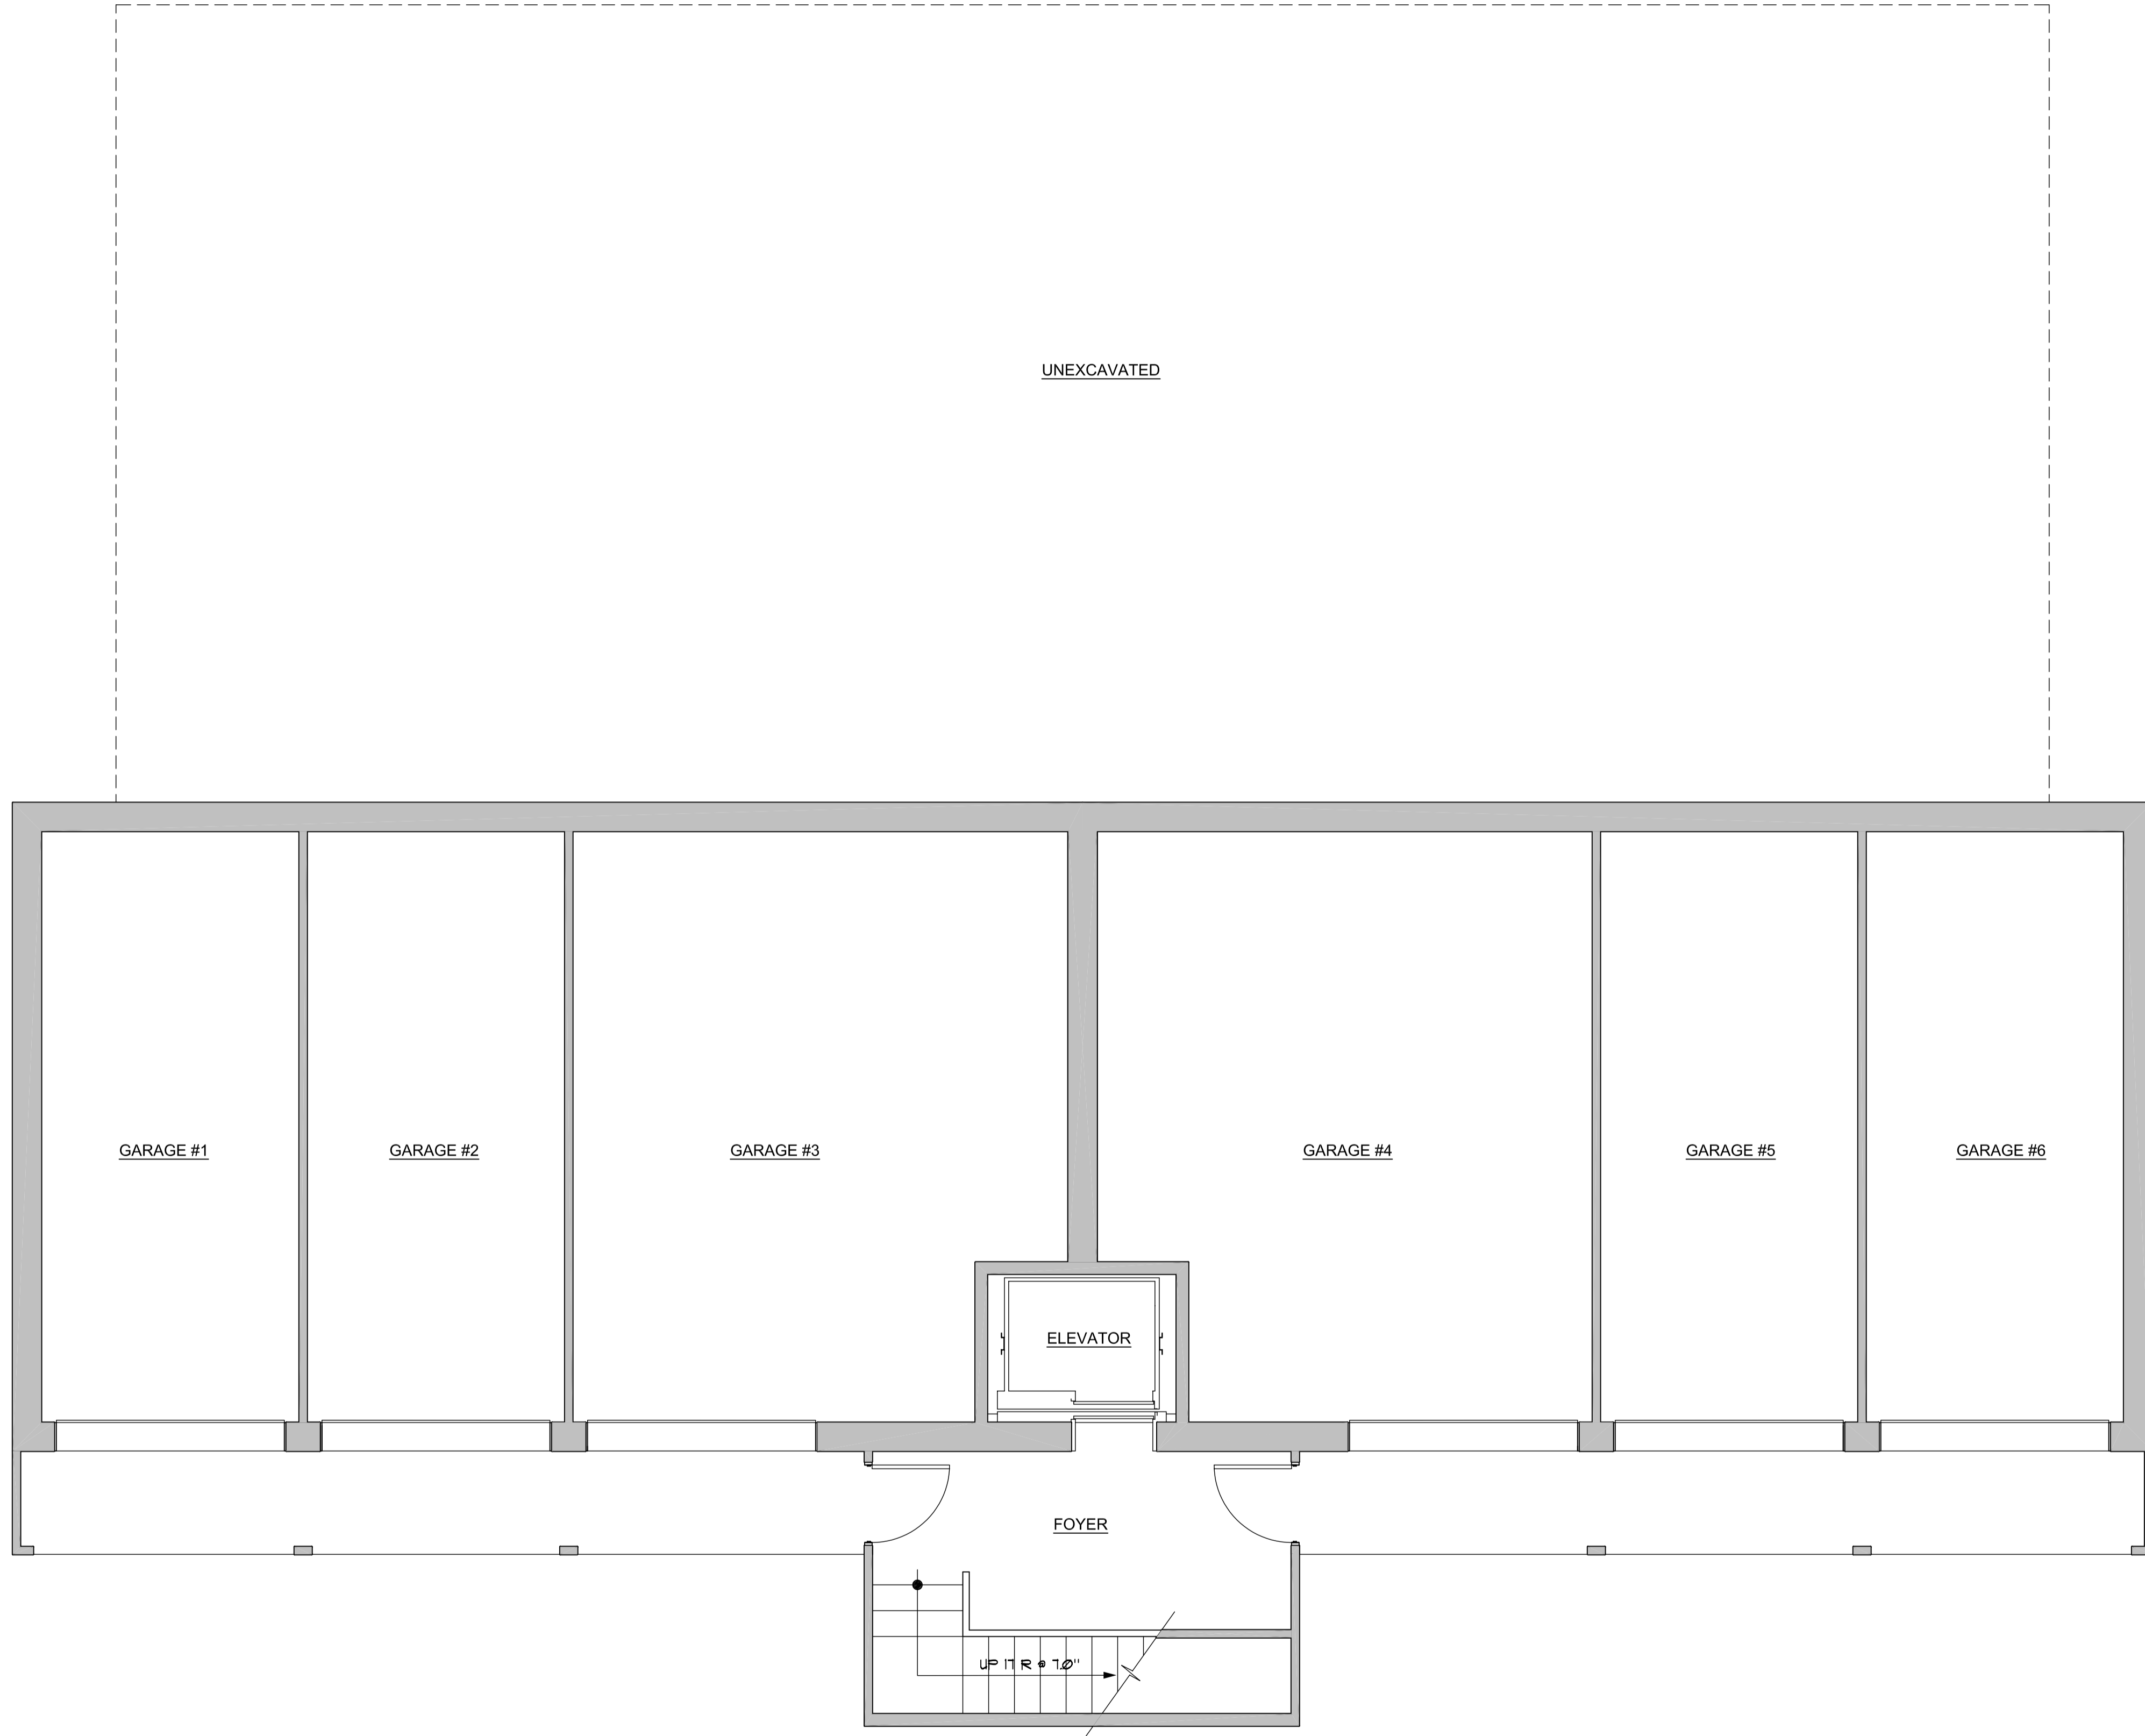 UNEXCAVATED
GARAGE #1
GARAGE #2
GARAGE #3
GARAGE #4
GARAGE #5
GARAGE #6
ELEVATOR
FOYER
UP 17 R @ 7.0"